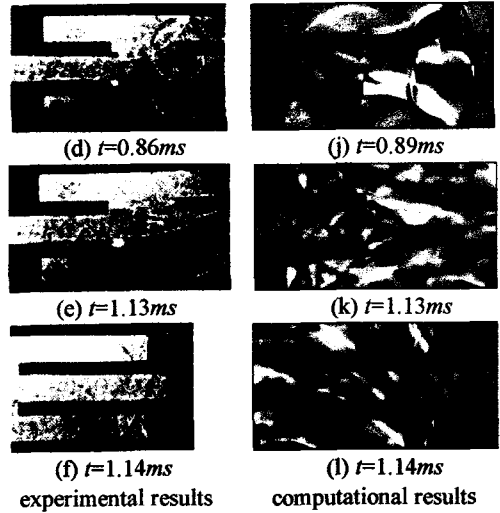 (d) t=0.86ms
(j) t=0.89ms
(e) t=1.13ms
(k) t=1.13ms
(f) t=1.14ms
(l) t=1.14ms
experimental results
computational results